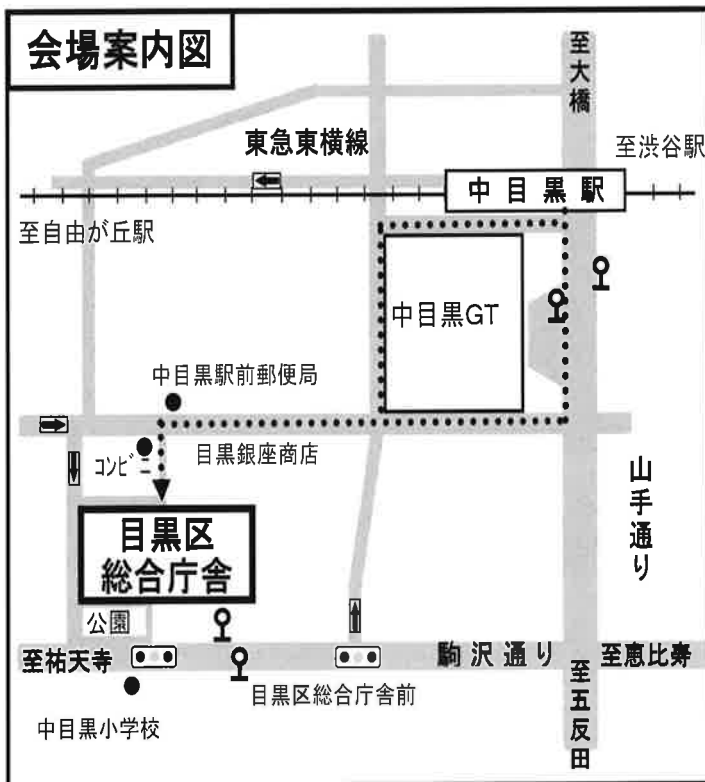 会場案内図
至大橋
東急東横線
至渋谷駅
中目黒駅
至自由が丘駅
中目黒GT
中目黒駅前郵便局
目黒銀座商店
コンビニ
山手通り
目黒区
総合庁舎
公園
至祐天寺
駒沢通り
至恵比寿
目黒区総合庁舎前
至五反田
中目黒小学校